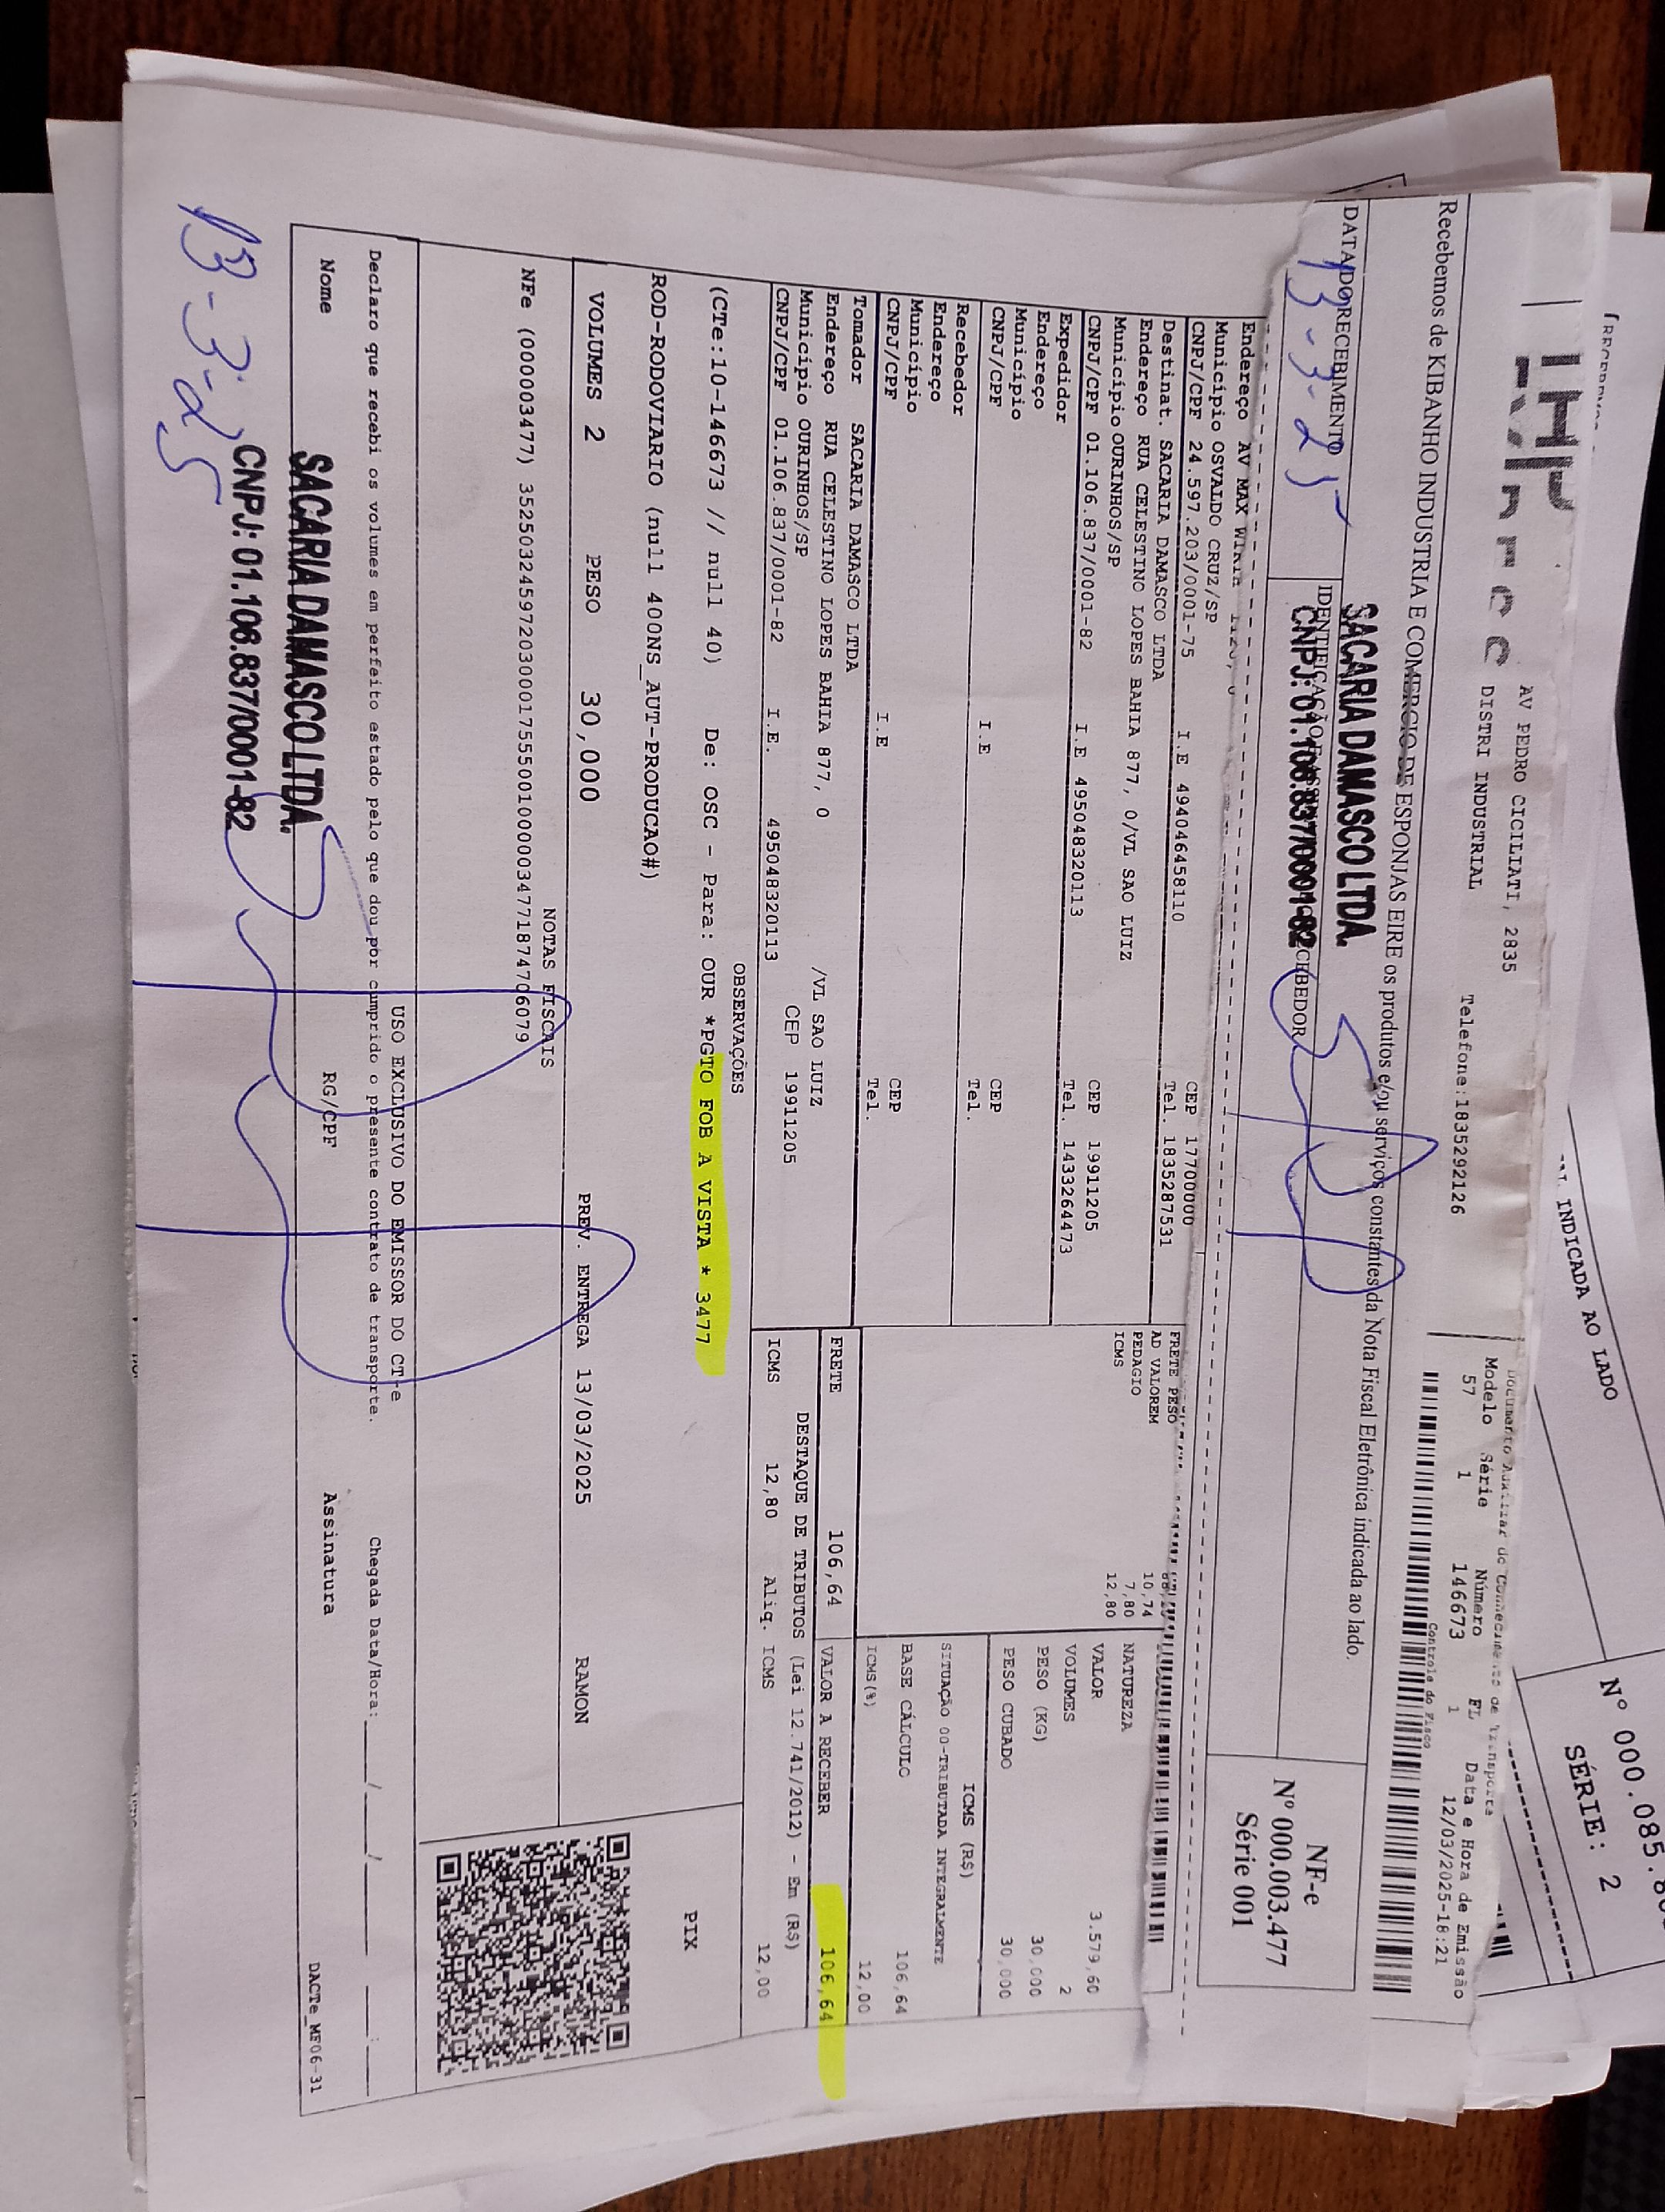 AV PEDRO CICILIATI, 2835
DISTRI INDUSTRIAL
Telefone:1835292126
Modelo Série Número FL Data e Hora de Emissão
57 1 146673 1 12/03/2025-18:21
Controle do Fisco
INDICADA AO LADO
SÉRIE: 2
Recebemos de KIBANHO INDUSTRIA E COMERCIO DE ESPONJAS EIRE os produtos e/ou serviços constantes da Nota Fiscal Eletrônica indicada ao lado.
DATA DO RECEBIMENTO
13-3-25
SACARIA DAMASCO LTDA.
CNPJ: 01.106.837/0001-82
NF-e
Nº 000.003.477
Série 001
Endereço AV MAX
Município OSVALDO CRUZ/SP CEP 17700000
CNPJ/CPF 24.597.203/0001-75 I.E 494046458110 Tel. 1835287531
Destinat. SACARIA DAMASCO LTDA
Endereço RUA CELESTINO LOPES BAHIA 877, 0/VL SAO LUIZ
Município OURINHOS/SP CEP 19911205
CNPJ/CPF 01.106.837/0001-82 I.E 495048320113 Tel. 1433264473
Expedidor
Endereço
Município CEP
CNPJ/CPF I.E Tel.
Recebedor
Endereço
Município CEP
CNPJ/CPF I.E Tel.
Tomador SACARIA DAMASCO LTDA
Endereço RUA CELESTINO LOPES BAHIA 877, 0 /VL SAO LUIZ
Município OURINHOS/SP CEP 19911205
CNPJ/CPF 01.106.837/0001-82 I.E. 495048320113
FRETE PESO
AD VALOREM 10,74
PEDAGIO 7,80
ICMS 12,80
NATUREZA
VALOR 3.579,60
VOLUMES 2
PESO (KG) 30,000
PESO CUBADO 30,000
ICMS (R$)
SITUAÇÃO 00-TRIBUTADA INTEGRALMENTE
BASE CÁLCULO 106,64
ICMS(%) 12,00
FRETE 106,64 VALOR A RECEBER 106,64
DESTAQUE DE TRIBUTOS (Lei 12.741/2012) - Em (R$)
ICMS 12,80 Aliq. ICMS 12,00
OBSERVAÇÕES
(CTe:10-146673 // null 40) De: OSC - Para: OUR *PGTO FOB A VISTA * 3477
ROD-RODOVIARIO (null 400NS_AUT-PRODUCAO#)
PIX
VOLUMES 2 PESO 30,000 PREV. ENTREGA 13/03/2025 RAMON
NOTAS FISCAIS
NFe (000003477) 35250324597203000175550010000034771874706079
USO EXCLUSIVO DO EMISSOR DO CT-e
Declaro que recebi os volumes em perfeito estado pelo que dou por cumprido o presente contrato de transporte. Chegada Data/Hora: ___/___/___ ___:___
Nome RG/CPF Assinatura
SACARIA DAMASCO LTDA.
CNPJ: 01.106.837/0001-82
13-3-25
DACTe_MF06-31